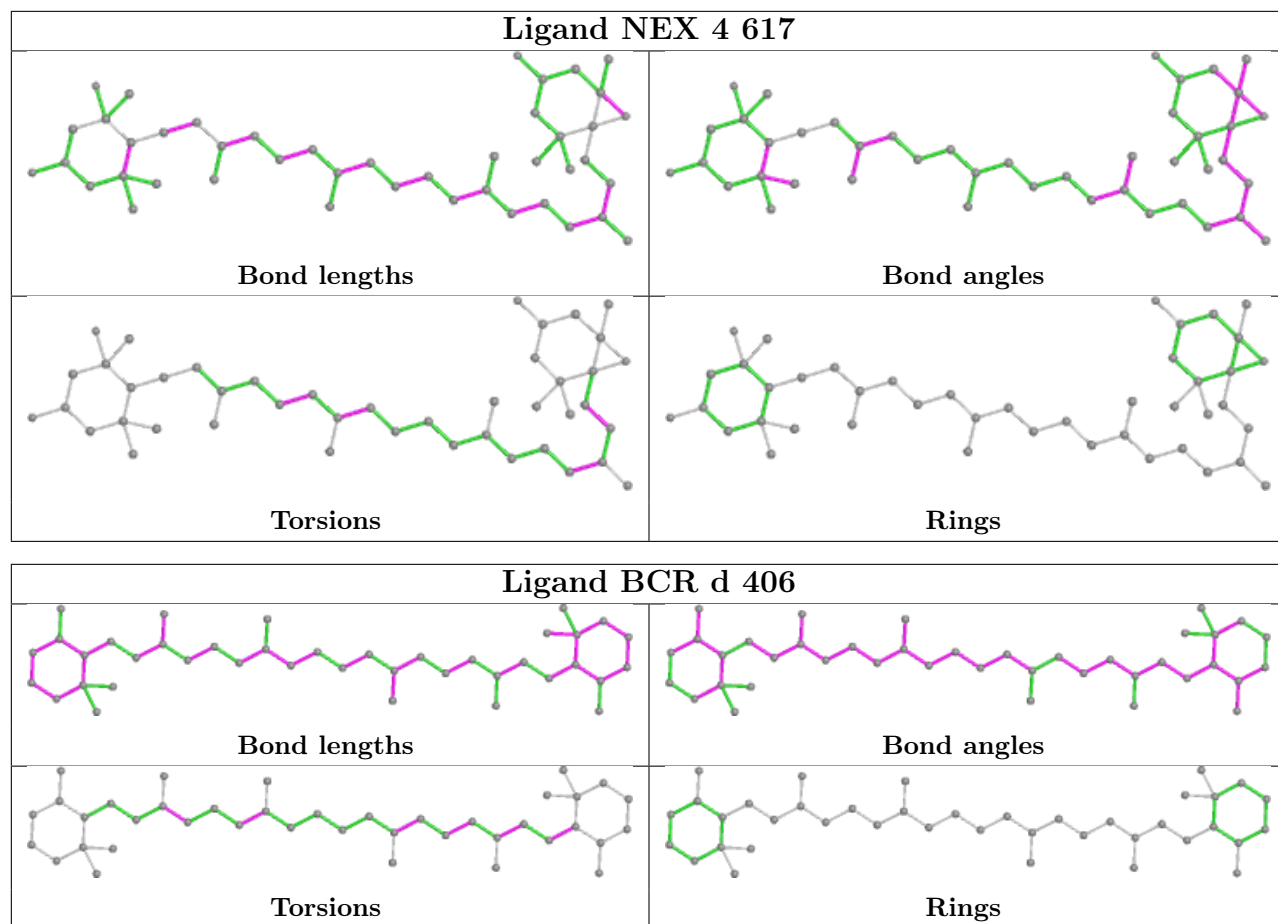 Ligand NEX 4 617
Bond lengths
Bond angles
Torsions
Rings
Ligand BCR d 406
Bond lengths
Bond angles
Torsions
Rings